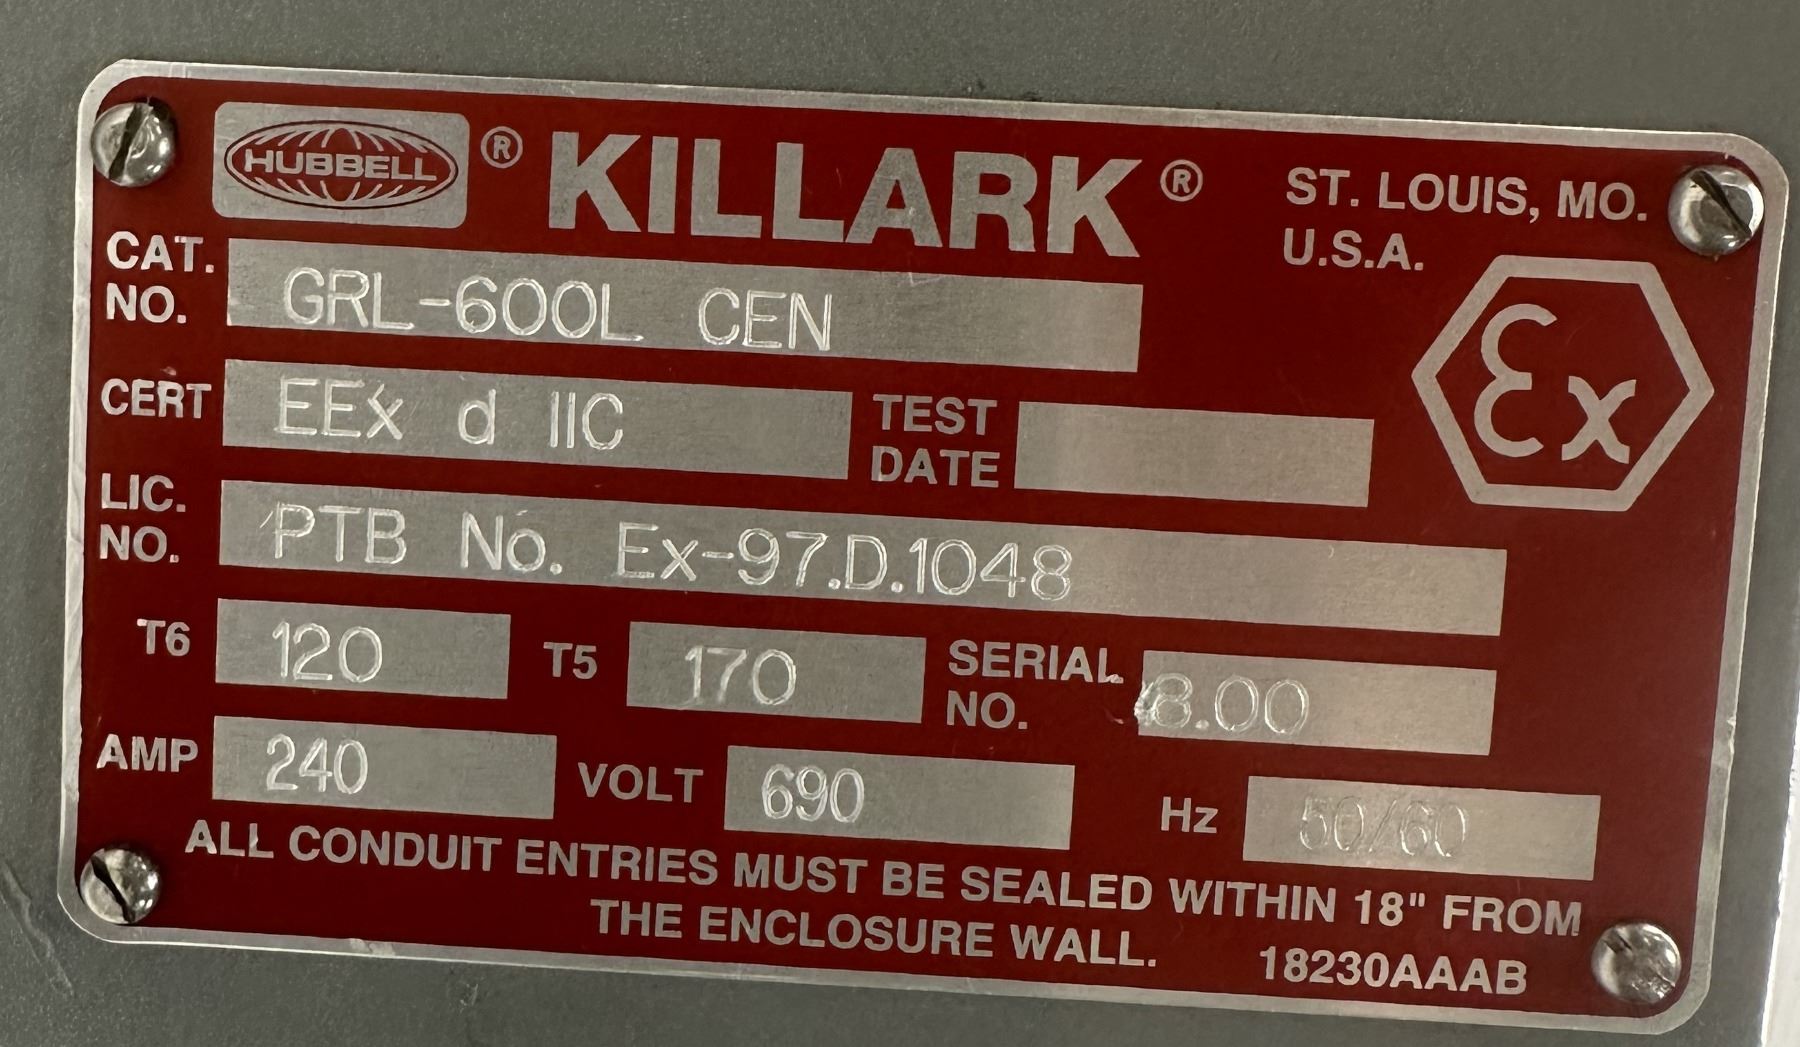 HUBBELL ® KILLARK ® ST. LOUIS, MO.
U.S.A.
CAT. NO. GRL-600L CEN
Ex
CERT EEx d IIC TEST DATE
LIC. NO. PTB No. Ex-97.D.1048
T6 120 T5 170 SERIAL NO. 8.00
AMP 240 VOLT 690 Hz 50/60
ALL CONDUIT ENTRIES MUST BE SEALED WITHIN 18" FROM
THE ENCLOSURE WALL. 18230AAAB